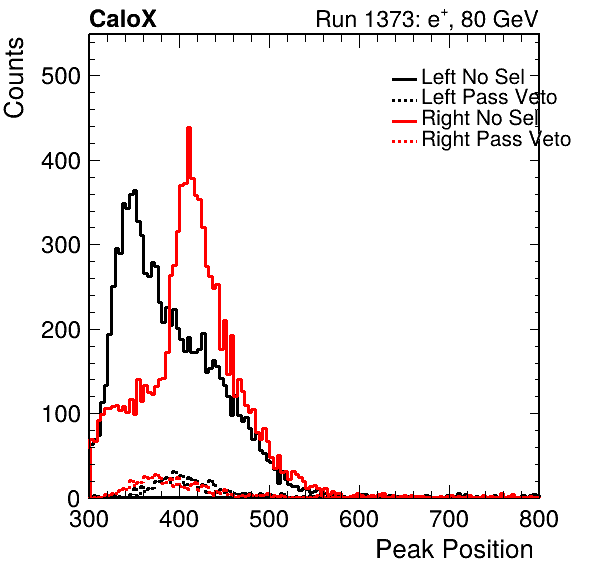 CaloX Run 1373: e+, 80 GeV
Counts
Left No Sel
Left Pass Veto
Right No Sel
Right Pass Veto
500
400
300
200
100
0
300 400 500 600 700 800
Peak Position